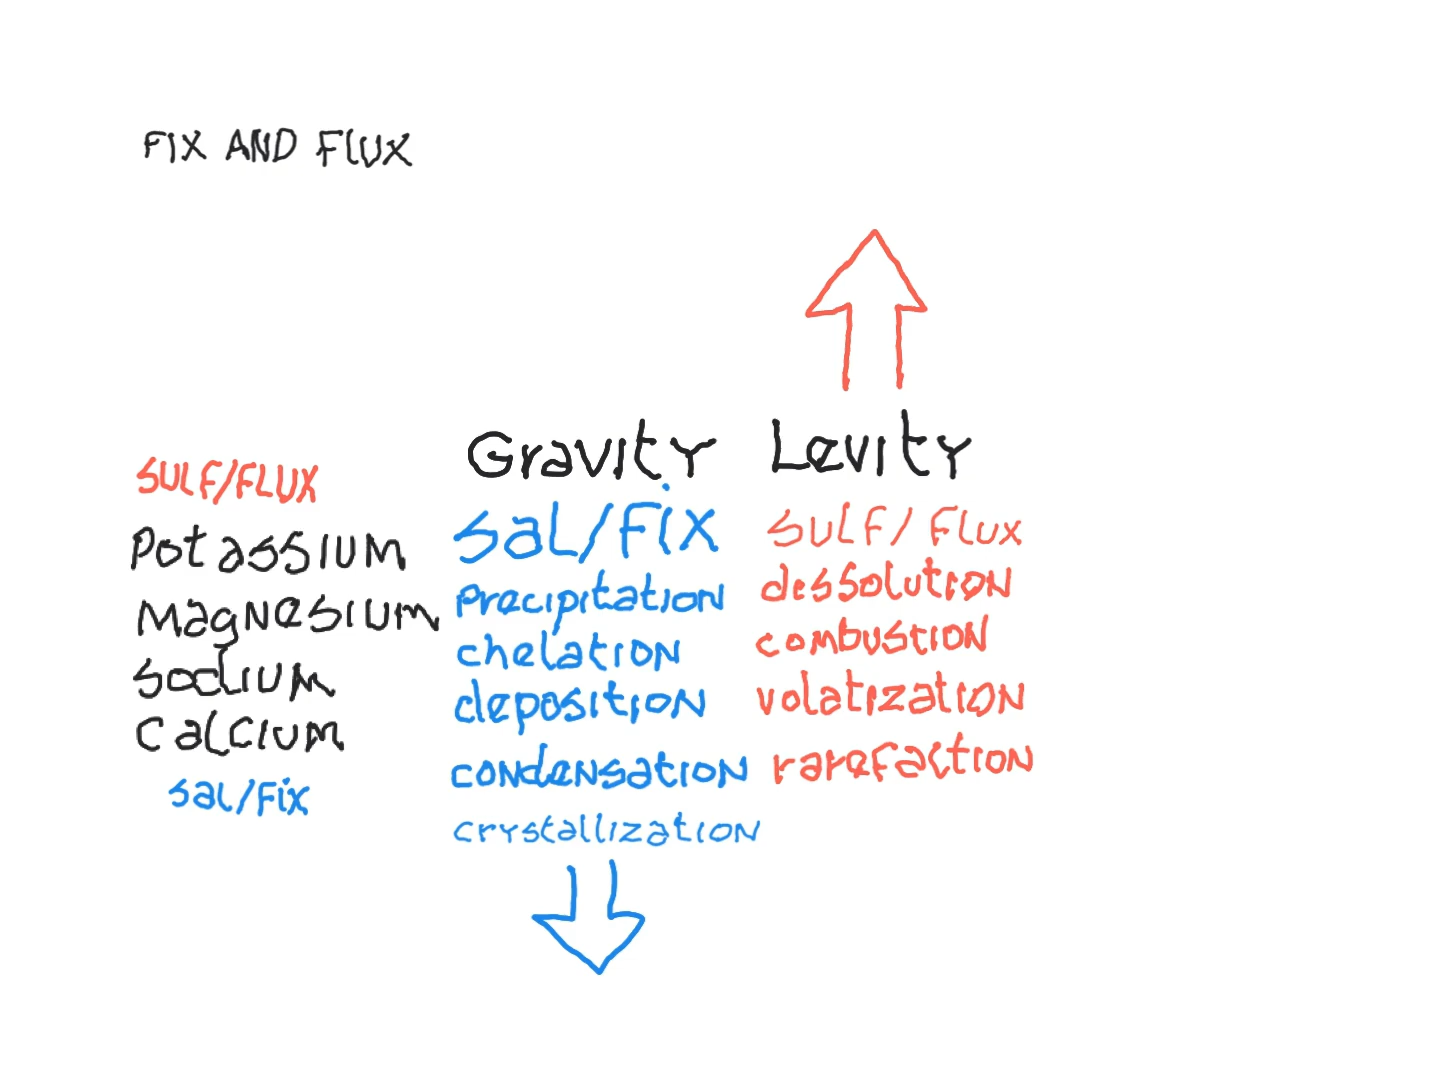 FIX AND FLUX
SULF/FLUX
Potassium
Magnesium
sodium
Calcium
sal/Fix
Gravity
sal/Fix
Precipitation
chelation
deposition
condensation
crystallization
Levity
SULF/Flux
dessolution
combustion
volatization
rarefaction